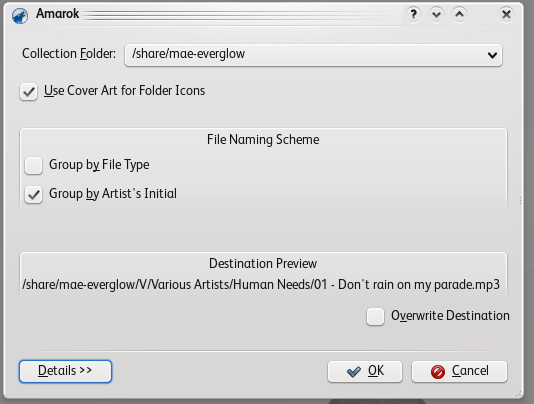 Amarok
Collection Folder: /share/mae-everglow
Use Cover Art for Folder Icons
File Naming Scheme
Group by File Type
Group by Artist's Initial
Destination Preview
/share/mae-everglow/V/Various Artists/Human Needs/01 - Don't rain on my parade.mp3
Overwrite Destination
Details >> OK Cancel